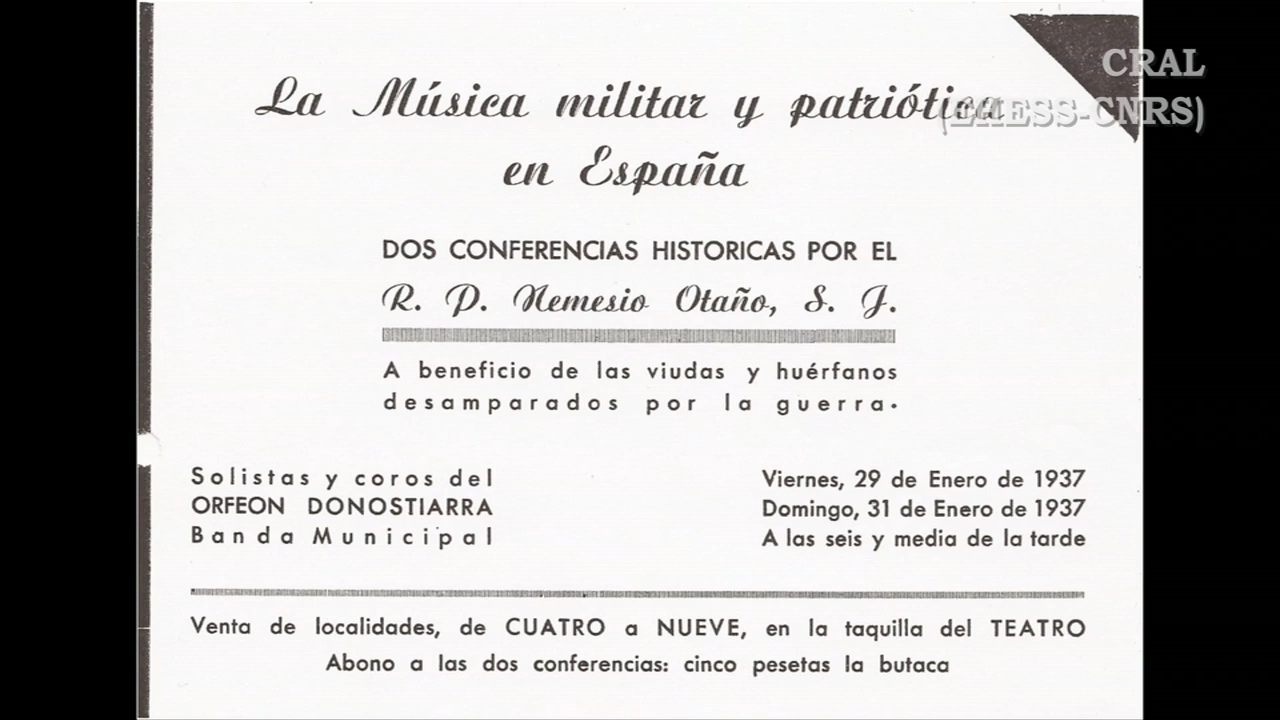 La Música militar y patriótica
en España
DOS CONFERENCIAS HISTORICAS POR EL
R. P. Nemesio Otaño, S. J.
A beneficio de las viudas y huérfanos
desamparados por la guerra.
Solistas y coros del
ORFEON DONOSTIARRA
Banda Municipal
Viernes, 29 de Enero de 1937
Domingo, 31 de Enero de 1937
A las seis y media de la tarde
Venta de localidades, de CUATRO a NUEVE, en la taquilla del TEATRO
Abono a las dos conferencias: cinco pesetas la butaca
CRAL
(EHESS-CNRS)